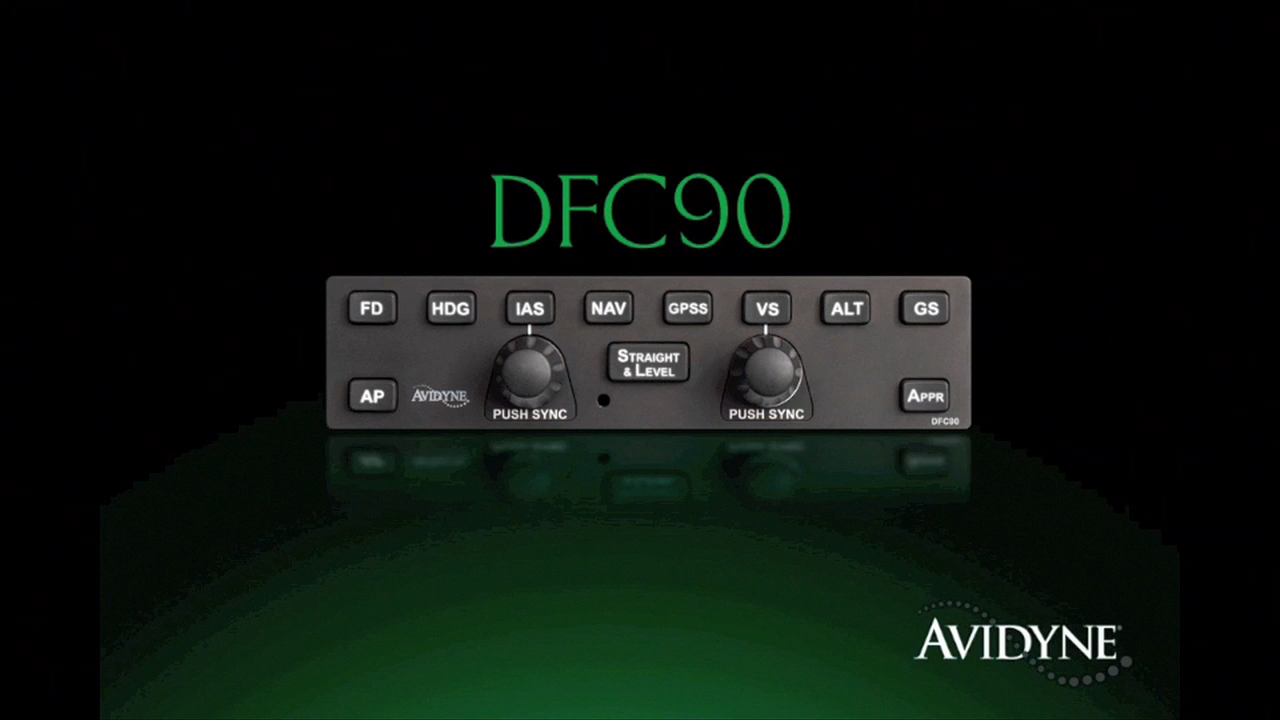 DFC90
FD HDG IAS NAV GPSS VS ALT GS
STRAIGHT
& LEVEL
AP AVIDYNE APPR
PUSH SYNC PUSH SYNC
DFC90
AVIDYNE